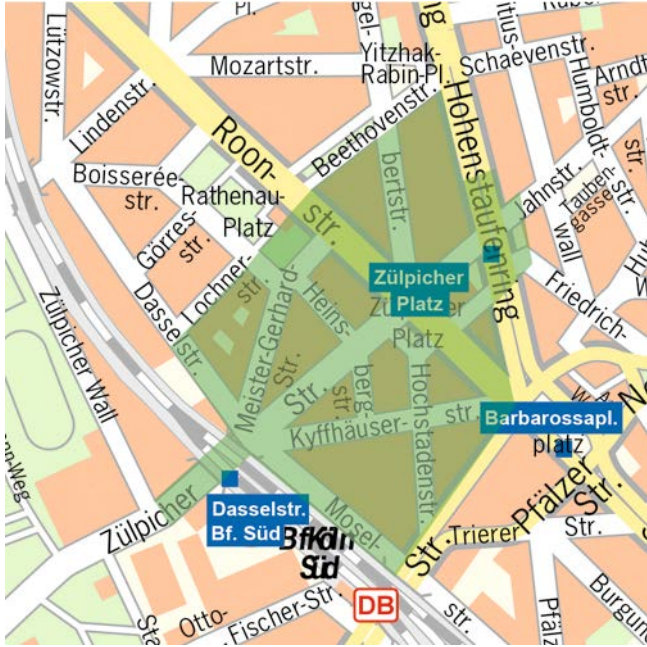 Lützowstr.
Lindenstr.
Mozartstr.
Yitzhak-
Rabin-Pl.
Schaevenstr.
Arndt-
str.
Humboldt-
str.
Hohenstaufenring
Roon-
str.
Beethovenstr.
bertstr.
Jahnstr.
Tauben-
gasse
wall
Boisserée-
str.
Rathenau-
Platz
Görres-
str.
Lochner-
str.
Dasselstr.
Zülpicher Wall
Meister-Gerhard-
Str.
Heins-
berg-
str.
Zülpicher
Platz
Zülpicher
Platz
Friedrich-
Hochstadenstr.
Kyffhäuser-
str.
Barbarossapl.
platz
Zülpicher
Str.
Dasselstr.
Bf. Süd
Bf Köln
Süd
Mosel-
str.
Pfälzer
Str.
Trierer
Str.
Str.
DB
Otto-
Fischer-Str.